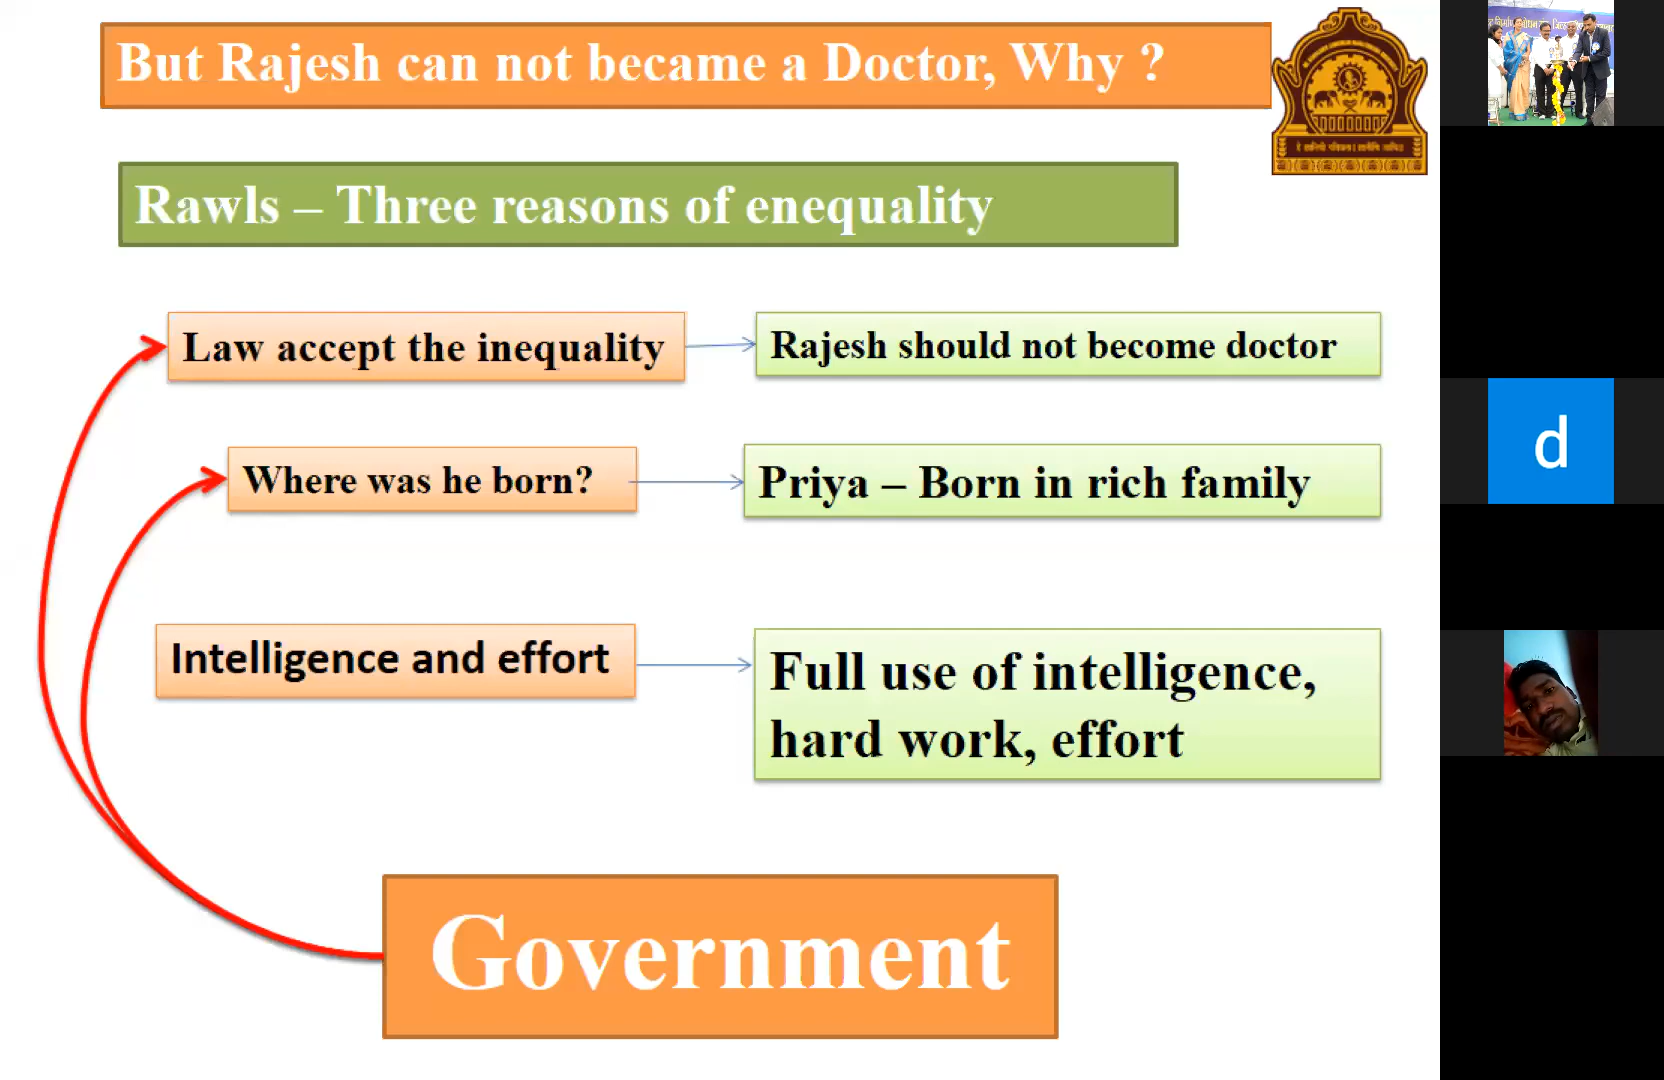 But Rajesh can not became a Doctor, Why ?
Rawls – Three reasons of enequality
Law accept the inequality
Rajesh should not become doctor
Where was he born?
Priya – Born in rich family
Intelligence and effort
Full use of intelligence,
hard work, effort
Government
d